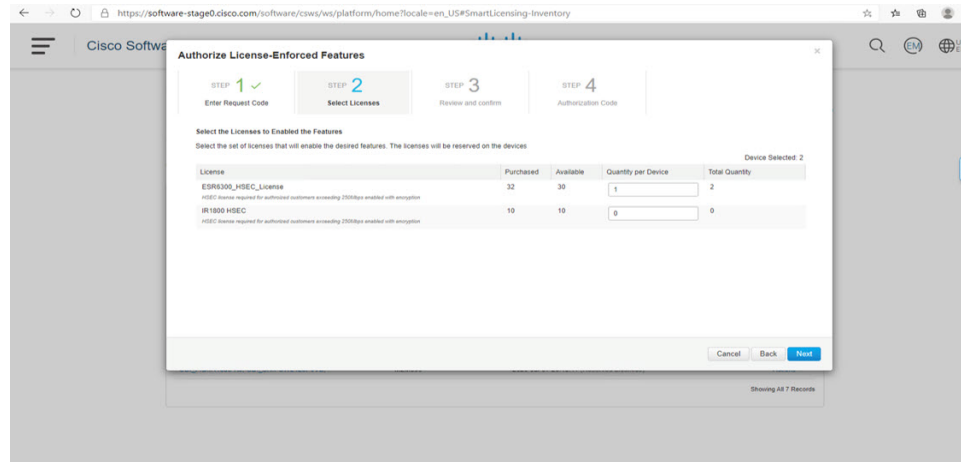 https://software-stage0.cisco.com/software/csws/ws/platform/home?locale=en_US#SmartLicensing-Inventory
Cisco Softwa
EM
Authorize License-Enforced Features
STEP 1
STEP 2
STEP 3
STEP 4
Enter Request Code
Select Licenses
Review and confirm
Authorization Code
Select the Licenses to Enabled the Features
Select the set of licenses that will enable the desired features. The licenses will be reserved on the devices
Device Selected: 2
License Purchased Available Quantity per Device Total Quantity
ESR6300_HSEC_License 32 30 1 2
HSEC license required for authorized customers exceeding 250Mbps enabled with encryption
IR1800 HSEC 10 10 0 0
HSEC license required for authorized customers exceeding 250Mbps enabled with encryption
Cancel Back Next
Showing All 7 Records